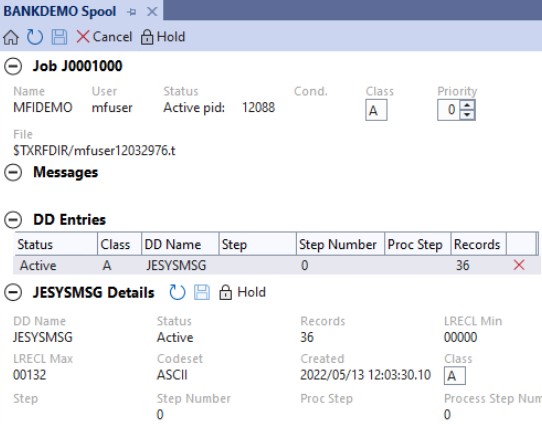 BANKDEMO Spool
Cancel Hold
Job J0001000
Name User Status Cond. Class Priority
MFIDEMO mfuser Active pid: 12088 A 0
File
$TXRFDIR/mfuser12032976.t
Messages
DD Entries
Status Class DD Name Step Step Number Proc Step Records
Active A JESYSMSG 0 36
JESYSMSG Details Hold
DD Name Status Records LRECL Min
JESYSMSG Active 36 00000
LRECL Max Codeset Created Class
00132 ASCII 2022/05/13 12:03:30.10 A
Step Step Number Proc Step Process Step Num
0 0